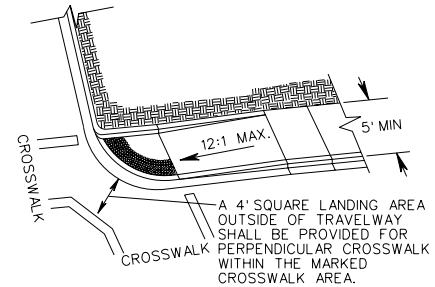 12:1 MAX.
5' MIN
CROSSWALK
CROSSWALK
A 4' SQUARE LANDING AREA
OUTSIDE OF TRAVELWAY
SHALL BE PROVIDED FOR
PERPENDICULAR CROSSWALK
WITHIN THE MARKED
CROSSWALK AREA.